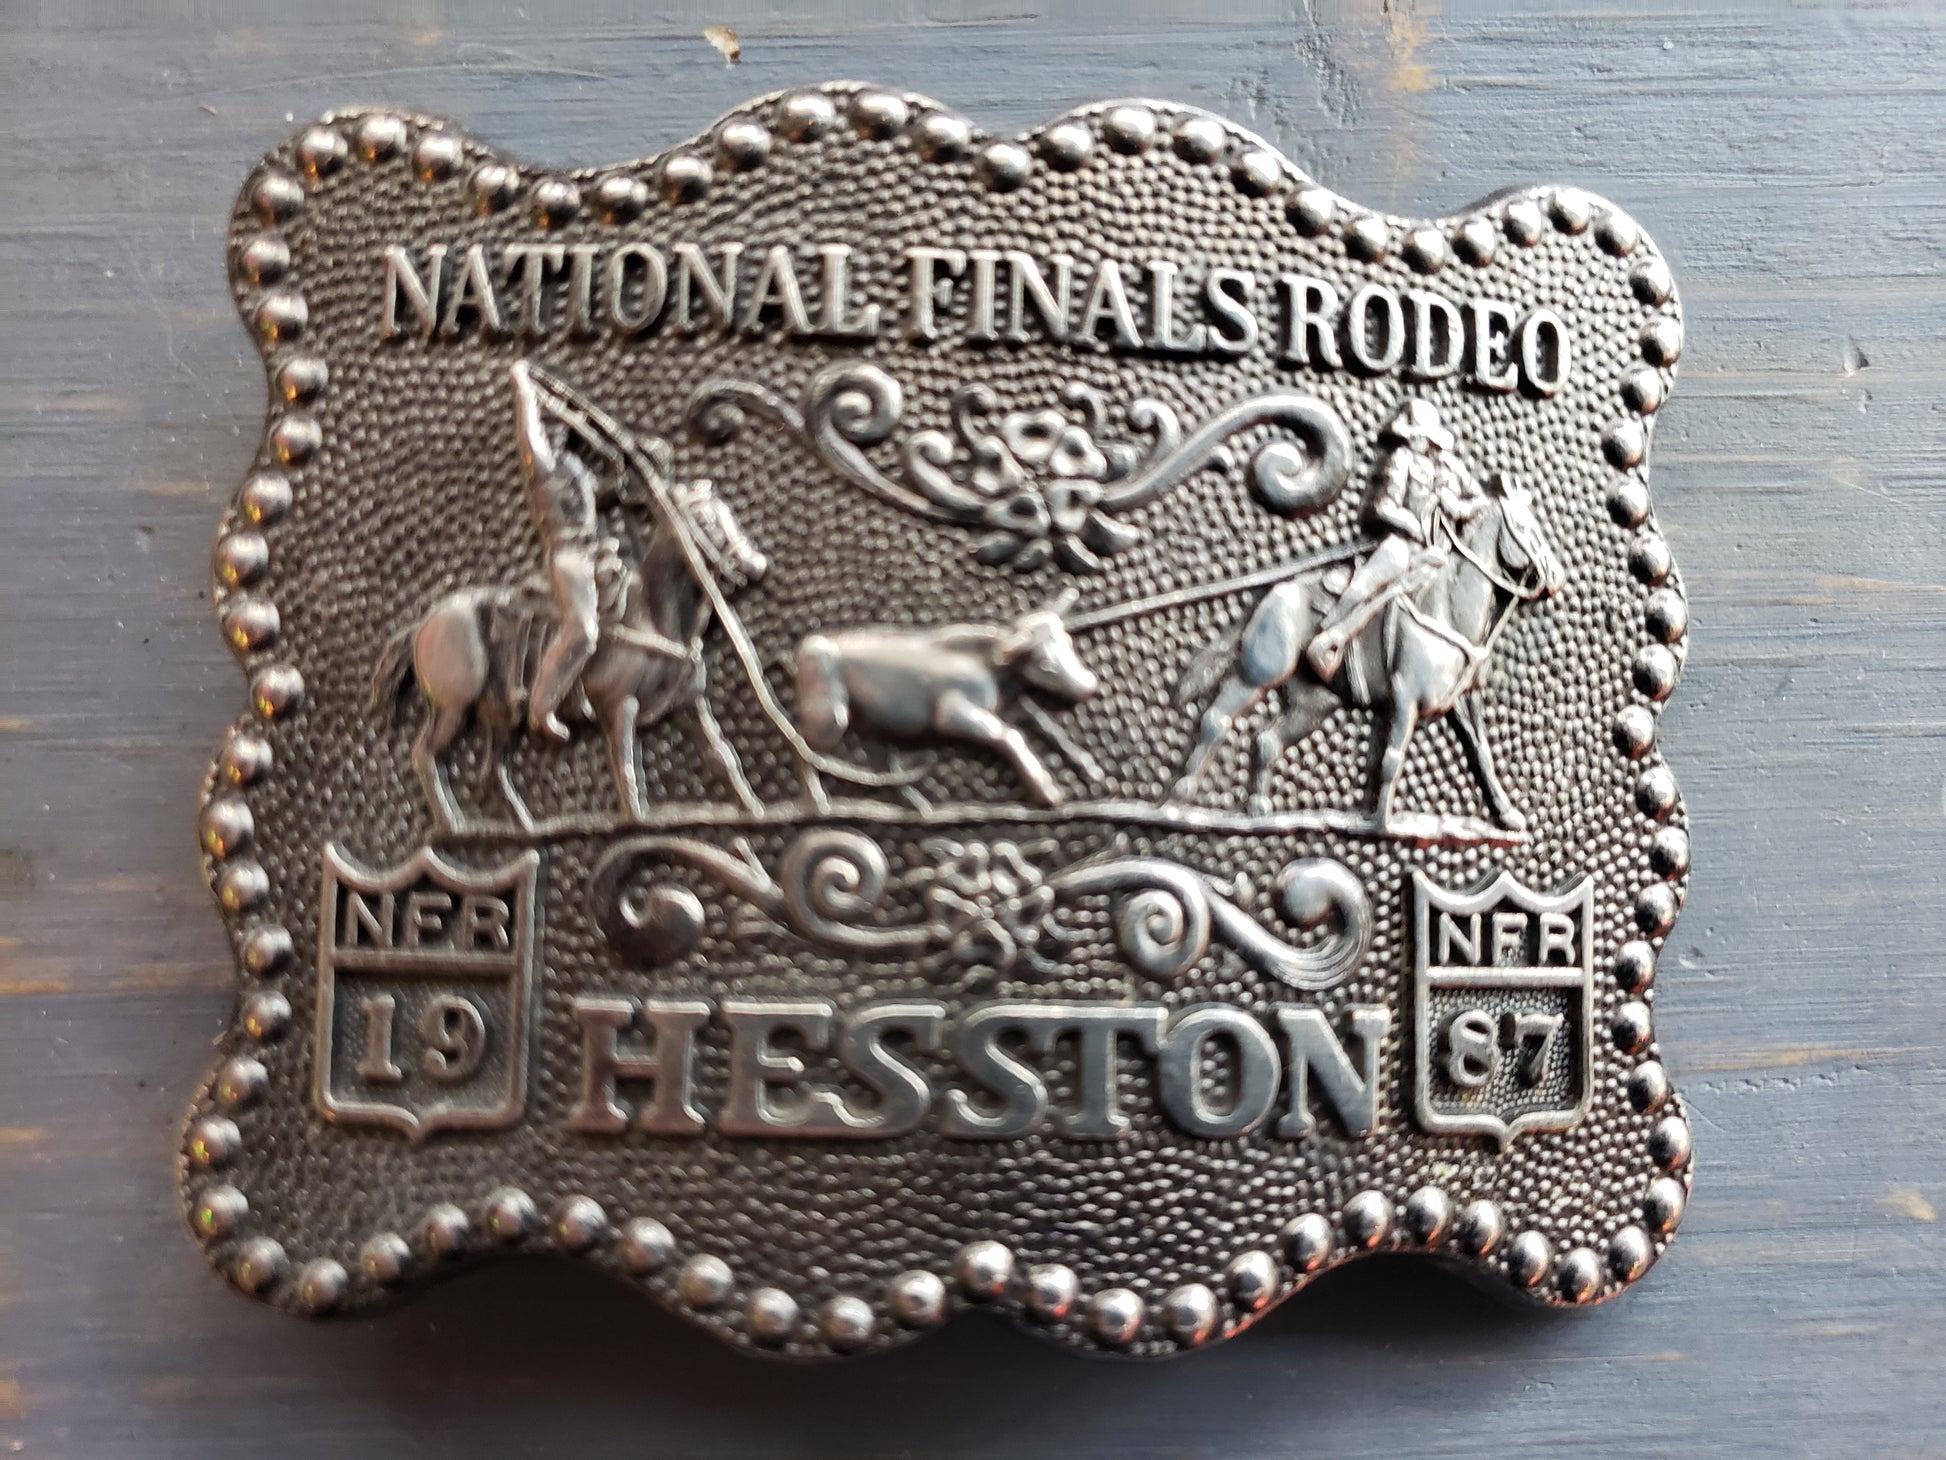 NATIONAL FINALS RODEO
NFR
19
HESSTON
NFR
87